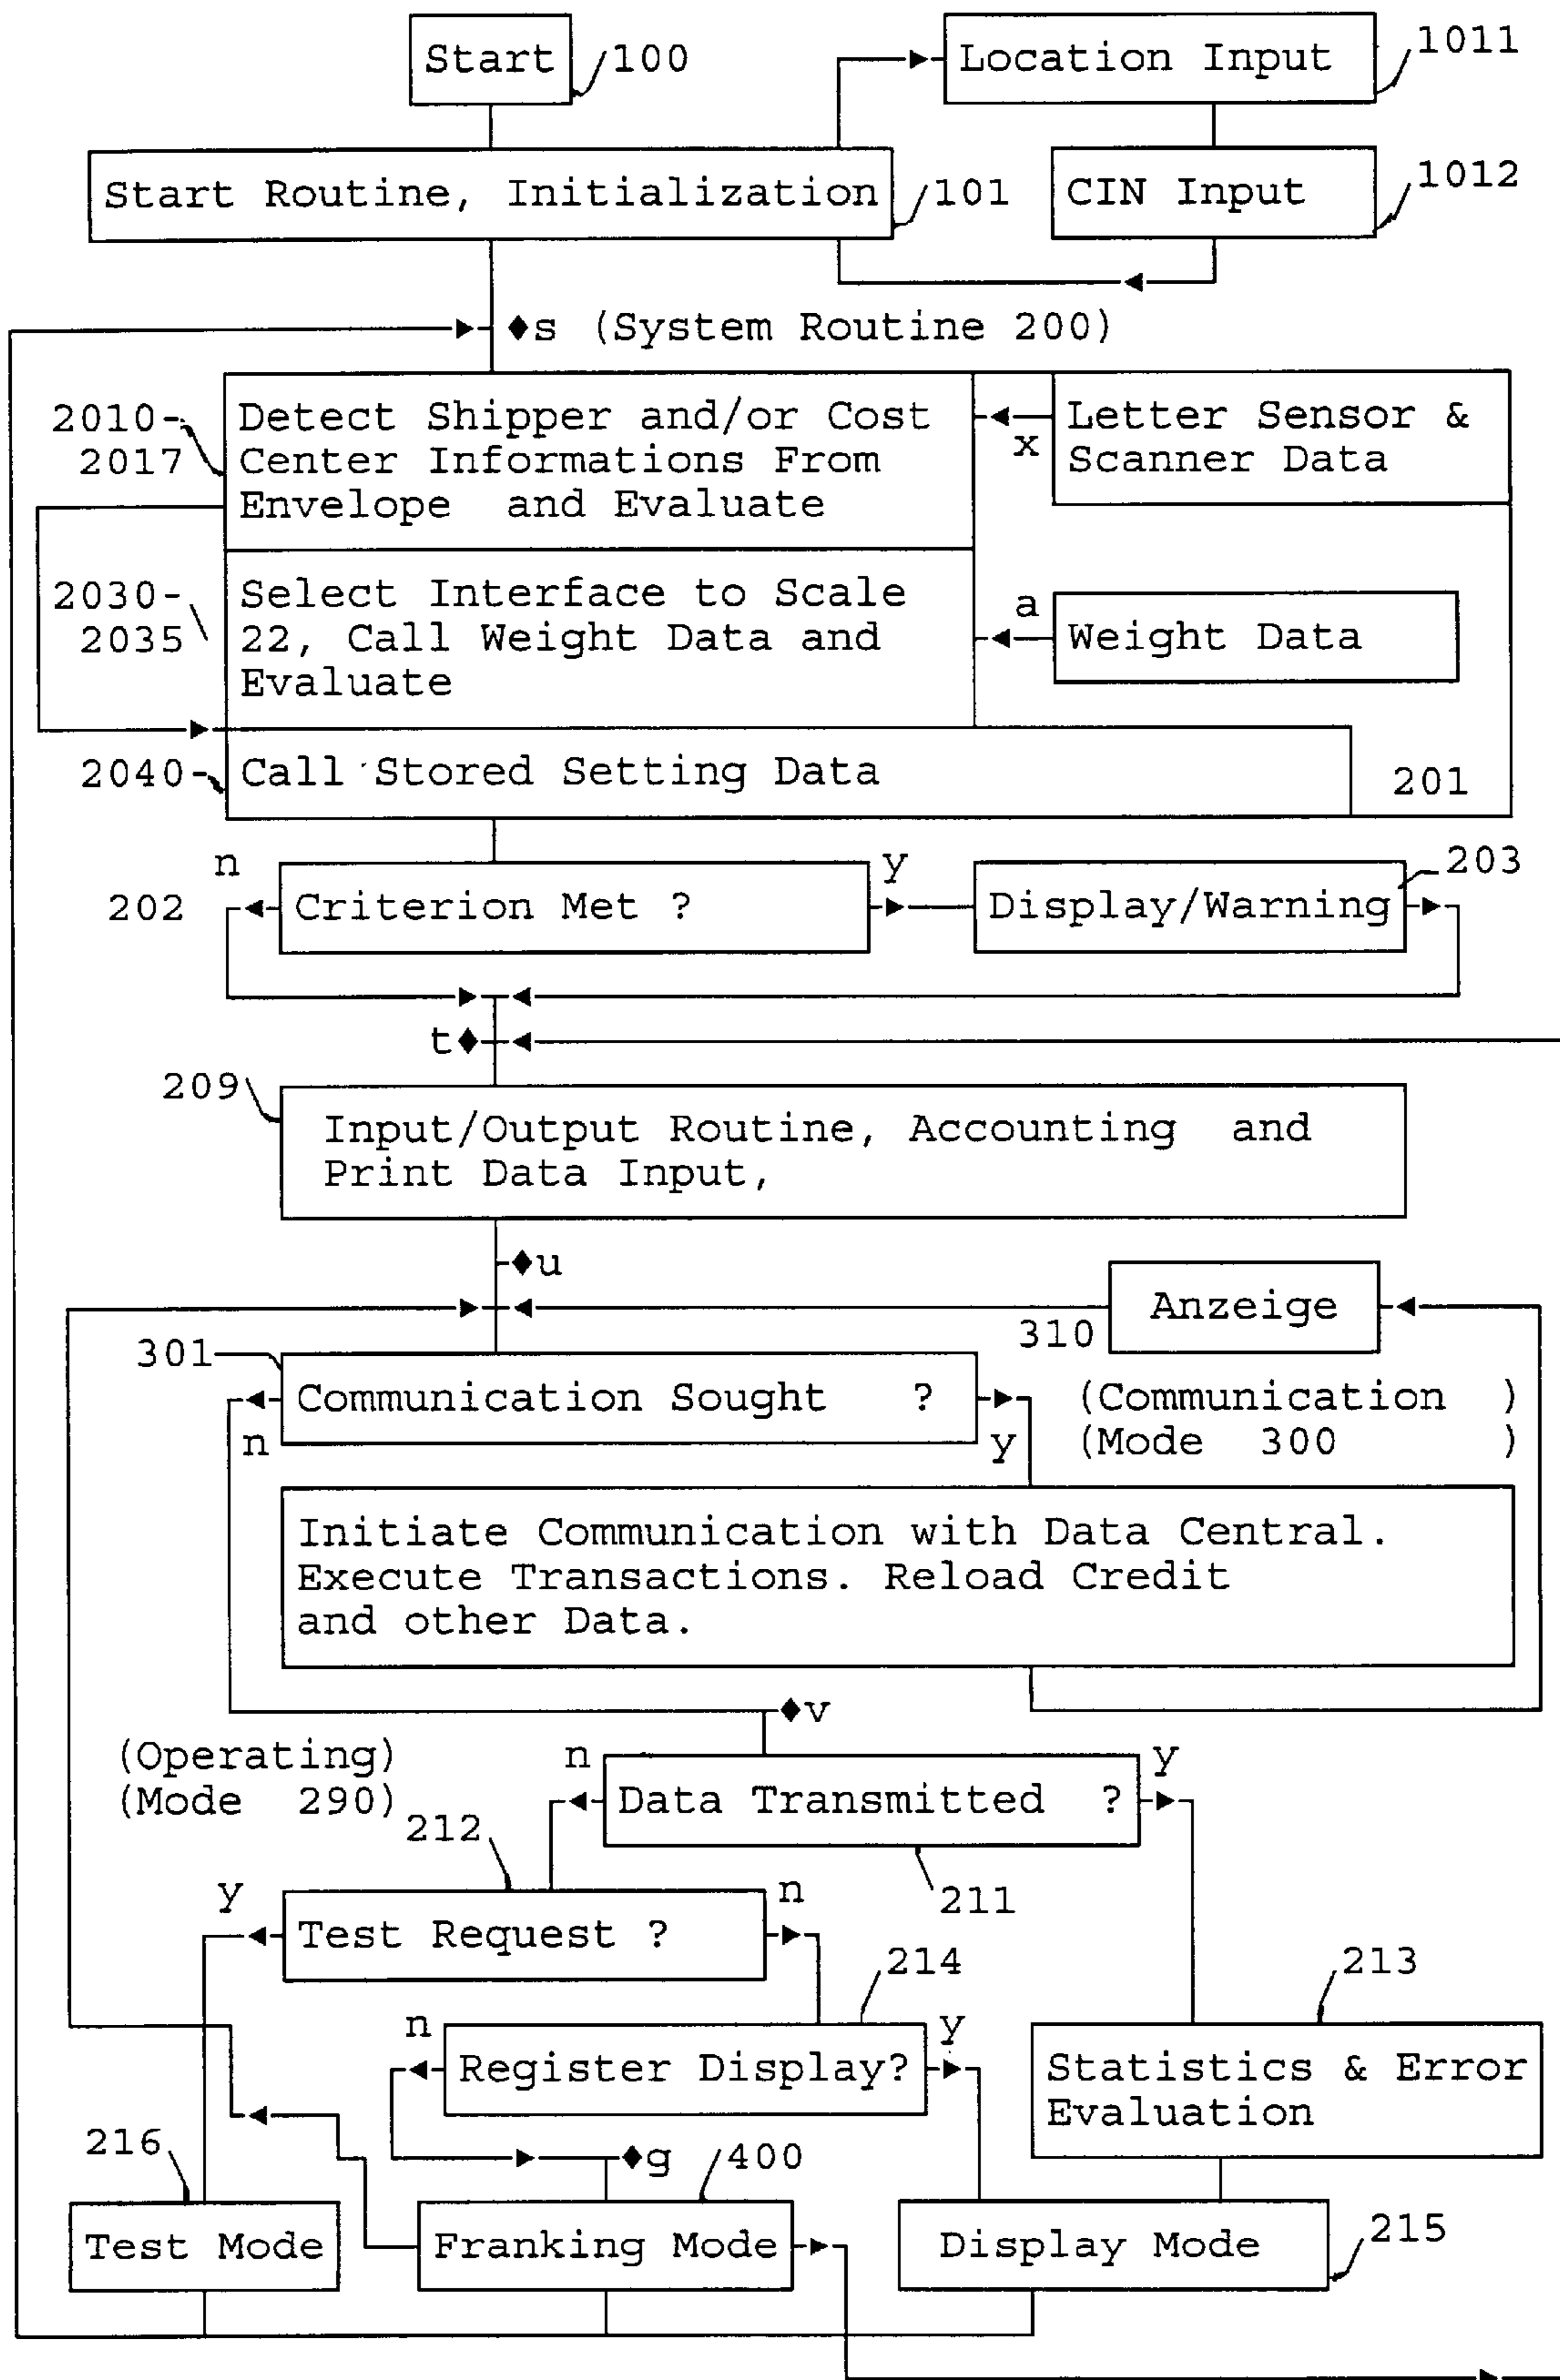 Start
100
Location Input
1011
Start Routine, Initialization
101
CIN Input
1012
♦s (System Routine 200)
2010-
2017
Detect Shipper and/or Cost
Center Informations From
Envelope and Evaluate
x
Letter Sensor &
Scanner Data
2030-
2035
Select Interface to Scale
22, Call Weight Data and
Evaluate
a
Weight Data
2040
Call Stored Setting Data
201
n
202
Criterion Met ?
y
Display/Warning
203
t♦
209
Input/Output Routine, Accounting and
Print Data Input,
♦u
Anzeige
310
301
Communication Sought ?
n
y
(Communication )
(Mode 300 )
Initiate Communication with Data Central.
Execute Transactions. Reload Credit
and other Data.
♦v
(Operating)
(Mode 290)
n
Data Transmitted ?
y
212
211
y
Test Request ?
n
214
213
n
Register Display?
y
Statistics & Error
Evaluation
216
♦g
400
Test Mode
Franking Mode
Display Mode
215